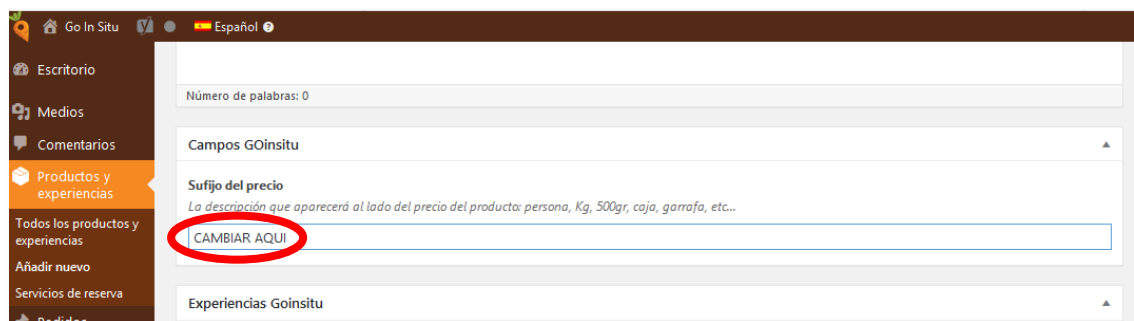 Go In Situ Español
Escritorio
Medios
Comentarios
Productos y
experiencias
Todos los productos y
experiencias
Añadir nuevo
Servicios de reserva
Número de palabras: 0
Campos GOinsitu
Sufijo del precio
La descripción que aparecerá al lado del precio del producto: persona, Kg, 500gr, caja, garrafa, etc...
CAMBIAR AQUI
Experiencias Goinsitu